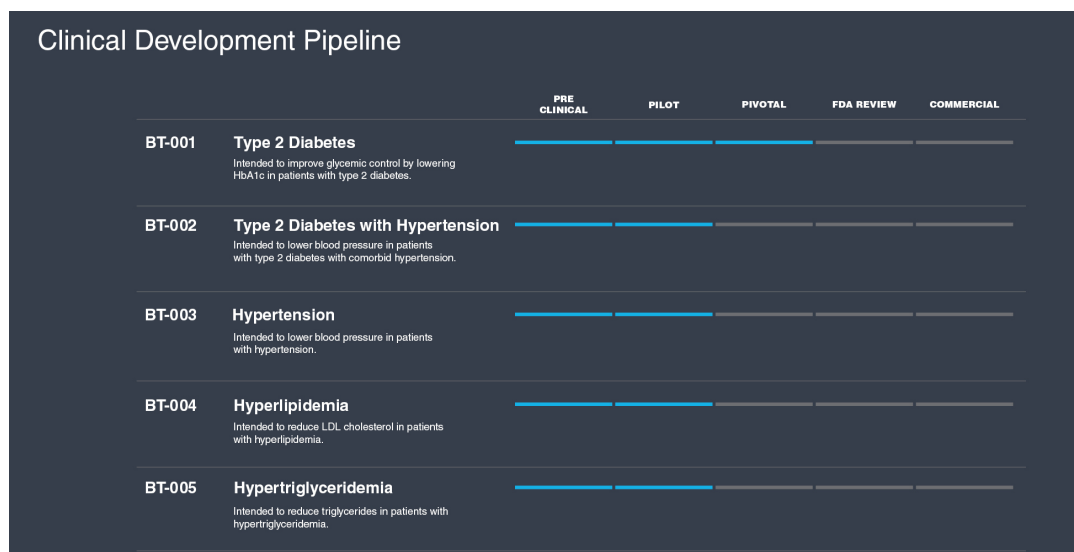 Clinical Development Pipeline
PRE
CLINICAL
PILOT
PIVOTAL
FDA REVIEW
COMMERCIAL
BT-001
Type 2 Diabetes
Intended to improve glycemic control by lowering
HbA1c in patients with type 2 diabetes.
BT-002
Type 2 Diabetes with Hypertension
Intended to lower blood pressure in patients
with type 2 diabetes with comorbid hypertension.
BT-003
Hypertension
Intended to lower blood pressure in patients
with hypertension.
BT-004
Hyperlipidemia
Intended to reduce LDL cholesterol in patients
with hyperlipidemia.
BT-005
Hypertriglyceridemia
Intended to reduce triglycerides in patients with
hypertriglyceridemia.